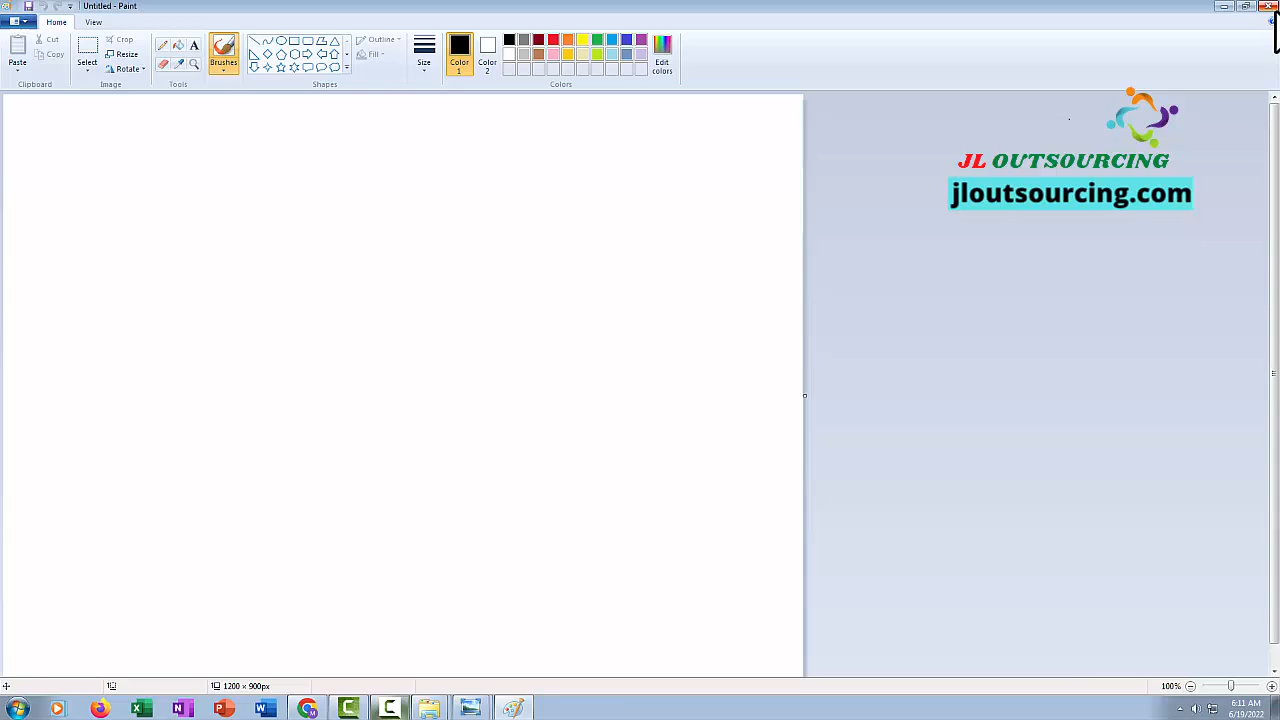 Untitled - Paint
Home
View
Paste
Cut
Copy
Clipboard
Select
Crop
Resize
Rotate
Image
A
Tools
Brushes
Shapes
Outline
Fill
Size
Color 1
Color 2
Edit colors
Colors
JL OUTSOURCING
jloutsourcing.com
1200 × 900px
100%
6:11 AM
6/19/2022